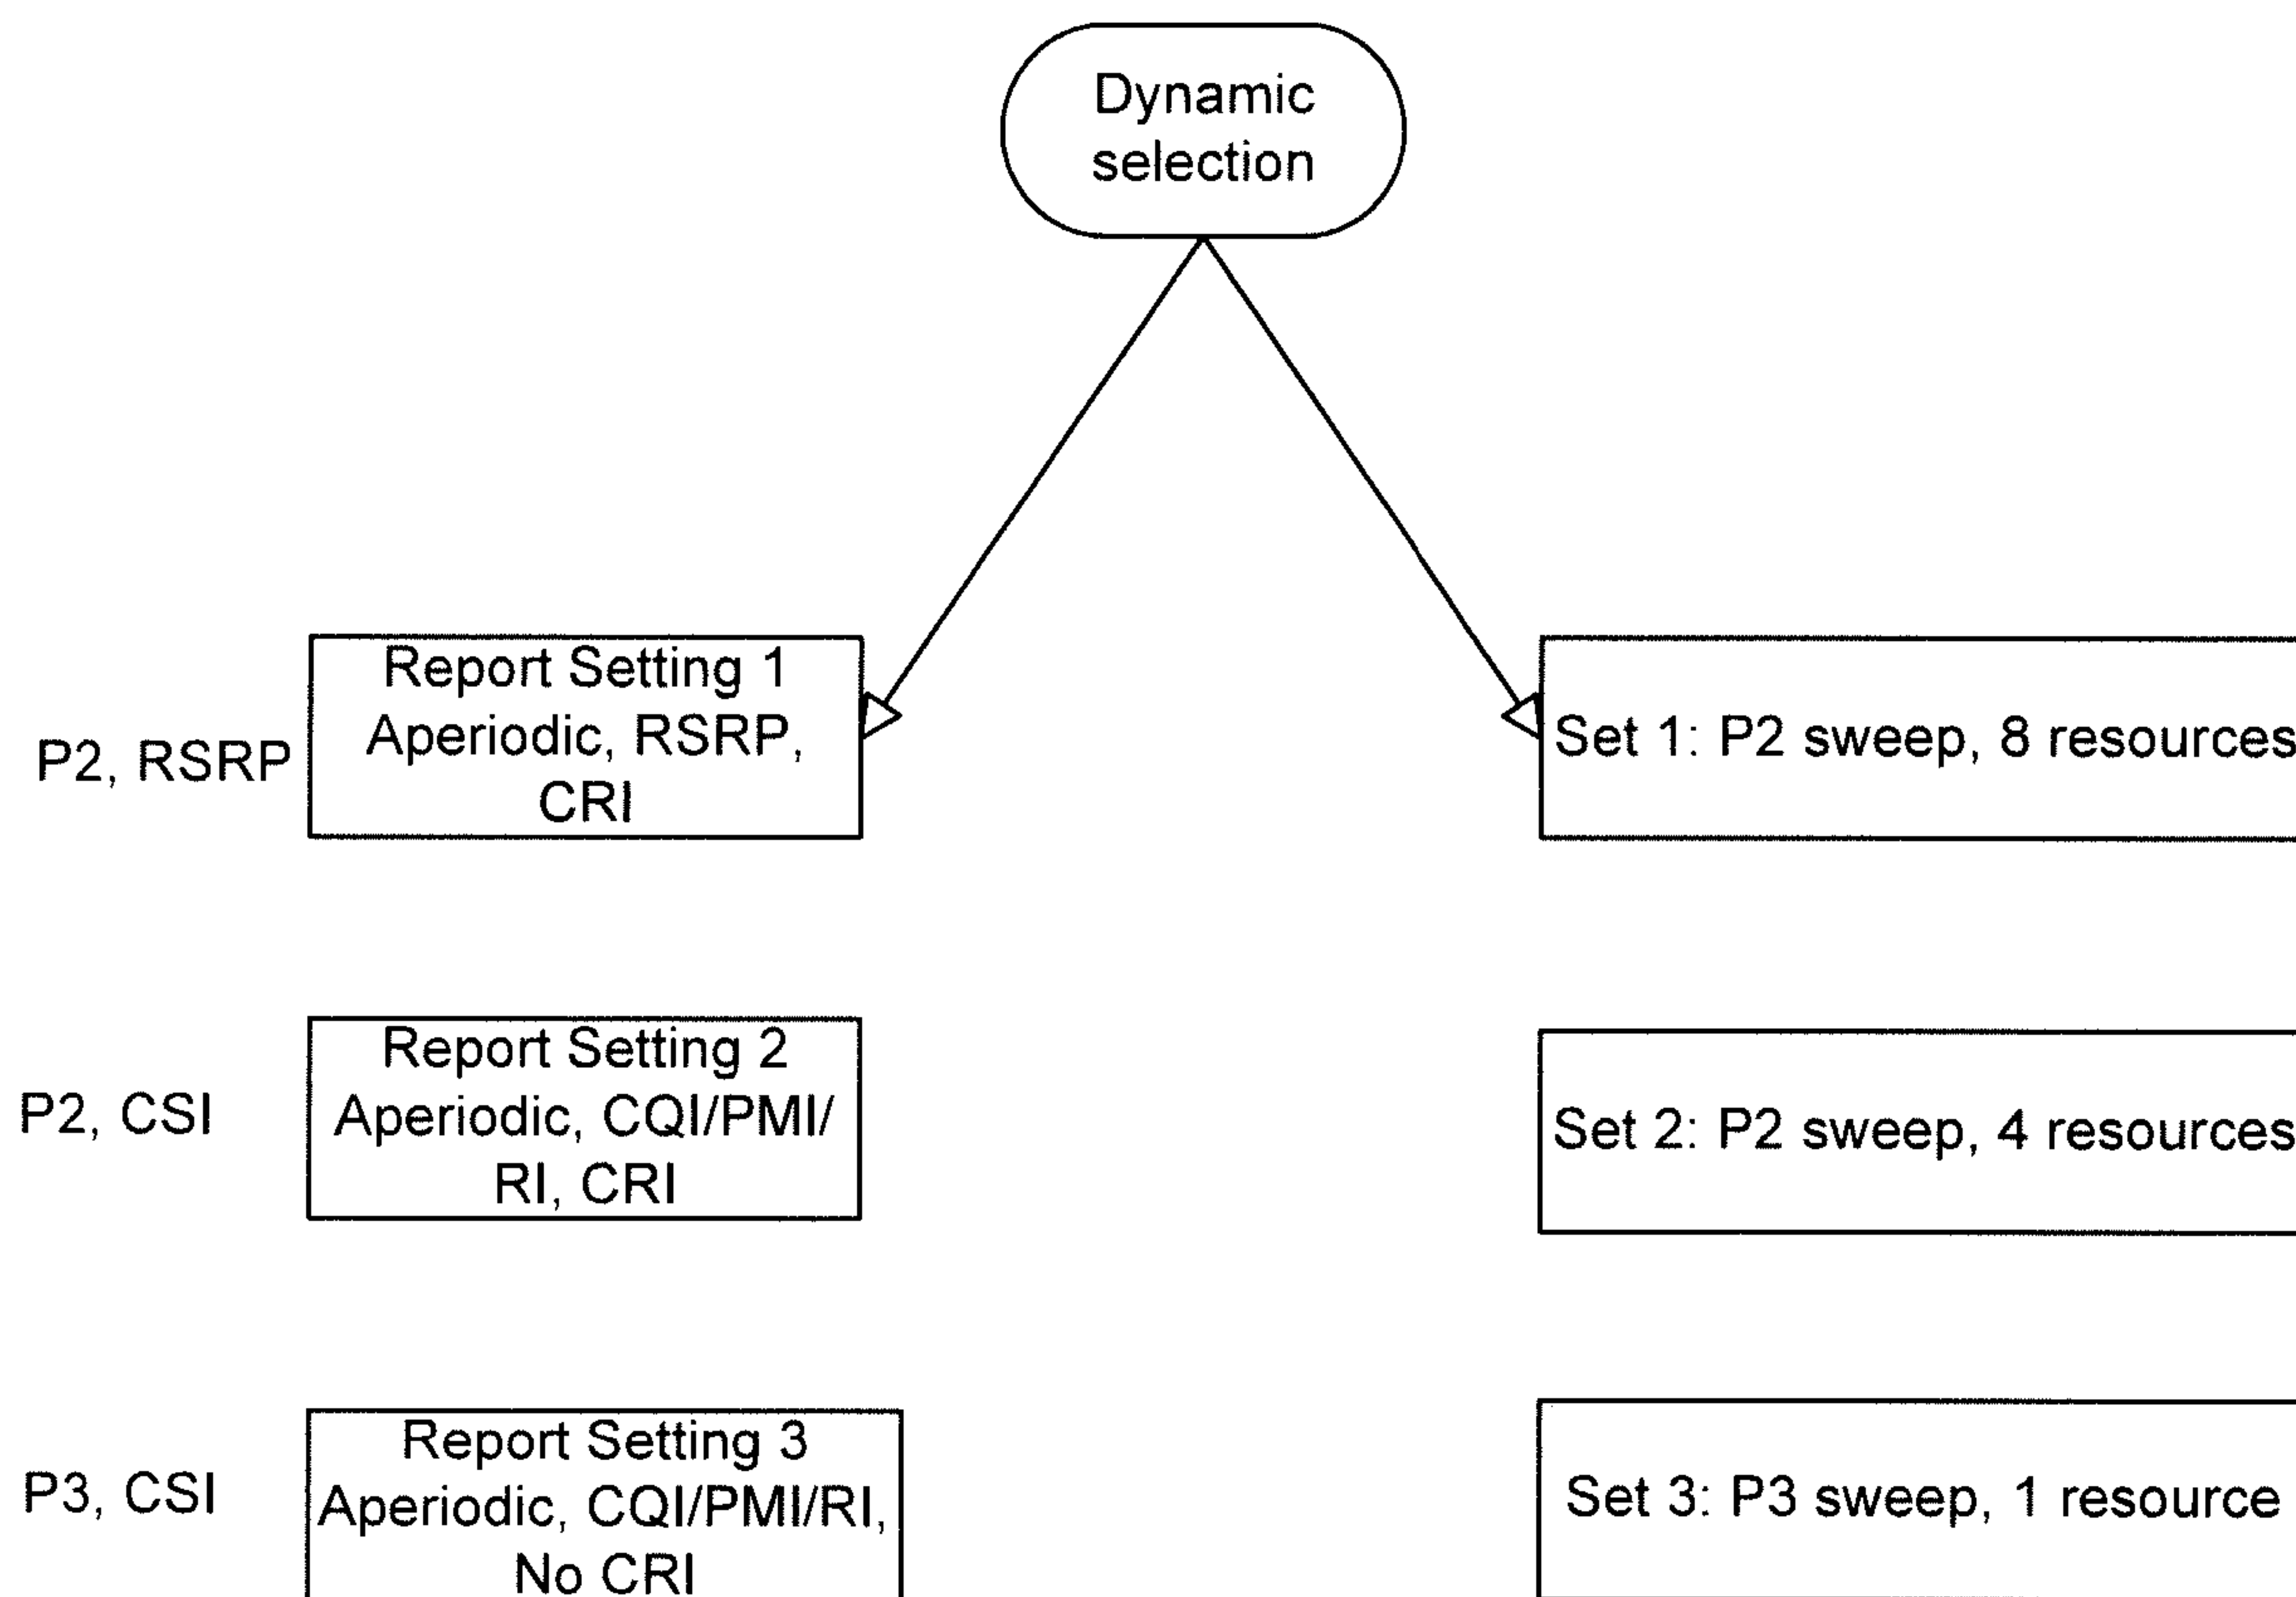 Dynamic
selection
P2, RSRP
Report Setting 1
Aperiodic, RSRP,
CRI
Set 1: P2 sweep, 8 resources
P2, CSI
Report Setting 2
Aperiodic, CQI/PMI/
RI, CRI
Set 2: P2 sweep, 4 resources
P3, CSI
Report Setting 3
Aperiodic, CQI/PMI/RI,
No CRI
Set 3: P3 sweep, 1 resource